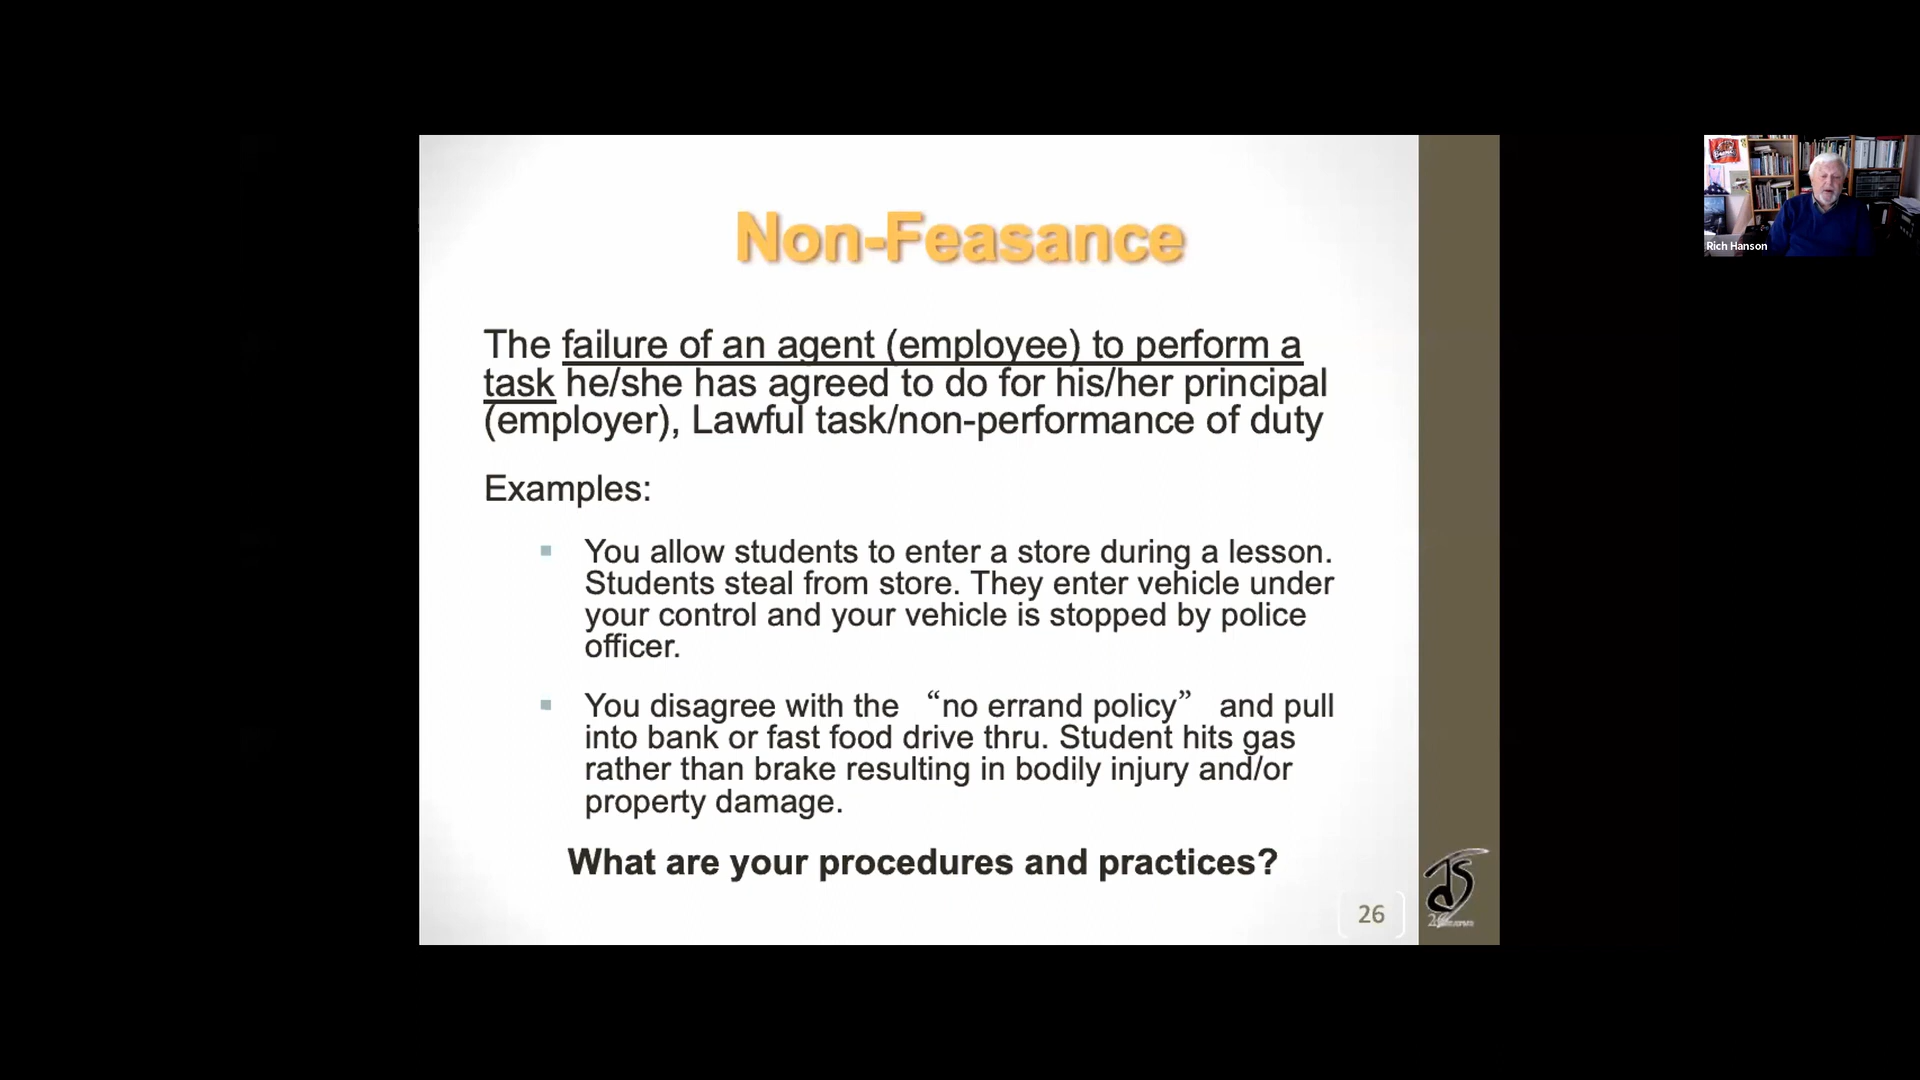 Non-Feasance
The failure of an agent (employee) to perform a
task he/she has agreed to do for his/her principal
(employer), Lawful task/non-performance of duty
Examples:
▪ You allow students to enter a store during a lesson.
Students steal from store. They enter vehicle under
your control and your vehicle is stopped by police
officer.
▪ You disagree with the “no errand policy” and pull
into bank or fast food drive thru. Student hits gas
rather than brake resulting in bodily injury and/or
property damage.
What are your procedures and practices?
26
Rich Hanson